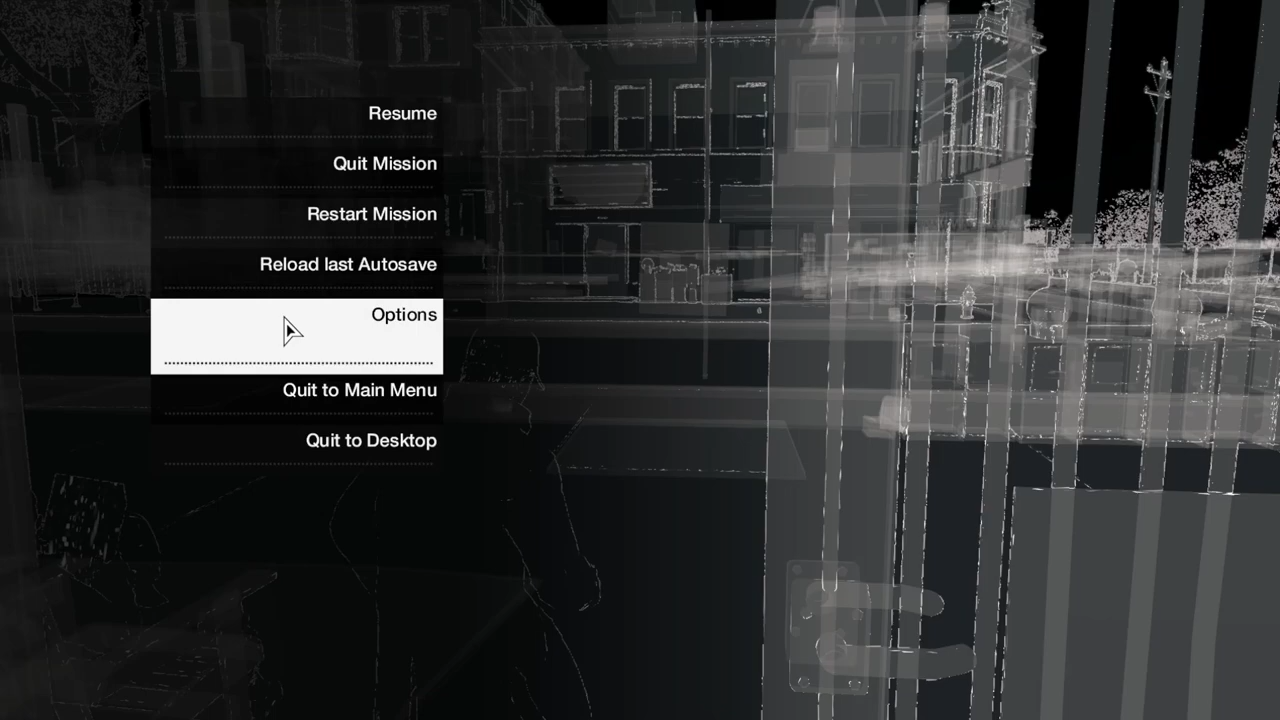 Resume
Quit Mission
Restart Mission
Reload last Autosave
Options
Quit to Main Menu
Quit to Desktop